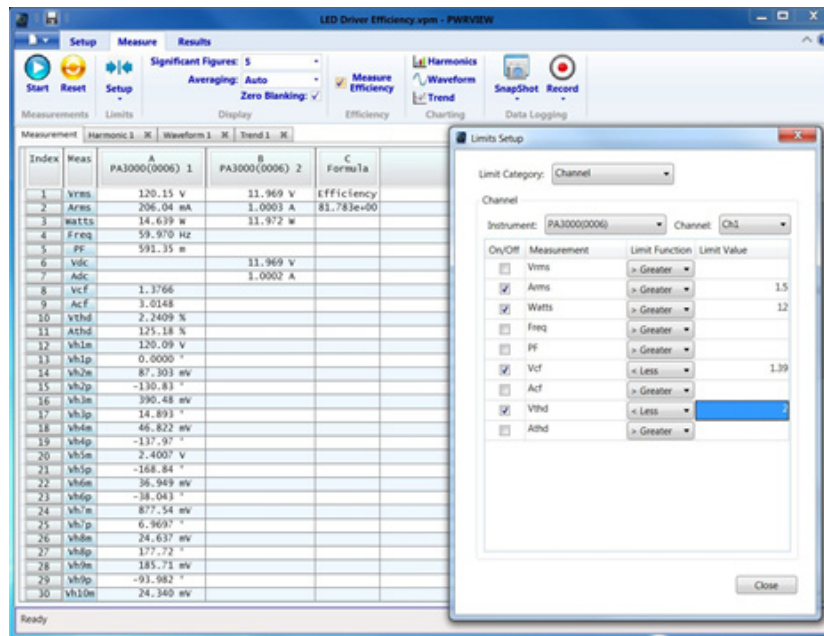 LED Driver Efficiency.vpm - PWRVIEW
Setup Measure Results
Start Reset Setup
Significant Figures: 5
Averaging: Auto
Zero Blanking:
Measure Efficiency
Harmonics
Waveform
Trend
SnapShot Record
Measurements Limits Display Efficiency Charting Data Logging
Measurement Harmonic 1 Waveform 1 Trend 1
Index Meas A PA3000(0006) 1 B PA3000(0006) 2 C Formula
1 Vrms 120.15 V 11.969 V Efficiency
2 Arms 206.04 mA 1.0003 A 81.783e+00
3 Watts 14.639 W 11.972 W
4 Freq 59.970 Hz
5 PF 591.35 m
6 Vdc 11.969 V
7 Adc 1.0002 A
8 Vcf 1.3766
9 Acf 3.0148
10 Vthd 2.2409 %
11 Athd 125.18 %
12 Vh1m 120.09 V
13 Vh1p 0.0000 °
14 Vh2m 87.303 mV
15 Vh2p -130.83 °
16 Vh3m 390.48 mV
17 Vh3p 14.893 °
18 Vh4m 46.822 mV
19 Vh4p -137.97 °
20 Vh5m 2.4007 V
21 Vh5p -168.84 °
22 Vh6m 36.949 mV
23 Vh6p -38.043 °
24 Vh7m 877.54 mV
25 Vh7p 6.9697 °
26 Vh8m 24.637 mV
27 Vh8p 177.72 °
28 Vh9m 185.71 mV
29 Vh9p -93.982 °
30 Vh10m 24.340 mV
Ready
Limits Setup
Limit Category: Channel
Channel
Instrument: PA3000(0006) Channel: Ch1
On/Off Measurement Limit Function Limit Value
Vrms > Greater
Arms > Greater 1.5
Watts > Greater 12
Freq > Greater
PF > Greater
Vcf < Less 1.39
Acf > Greater
Vthd < Less 2
Athd > Greater
Close